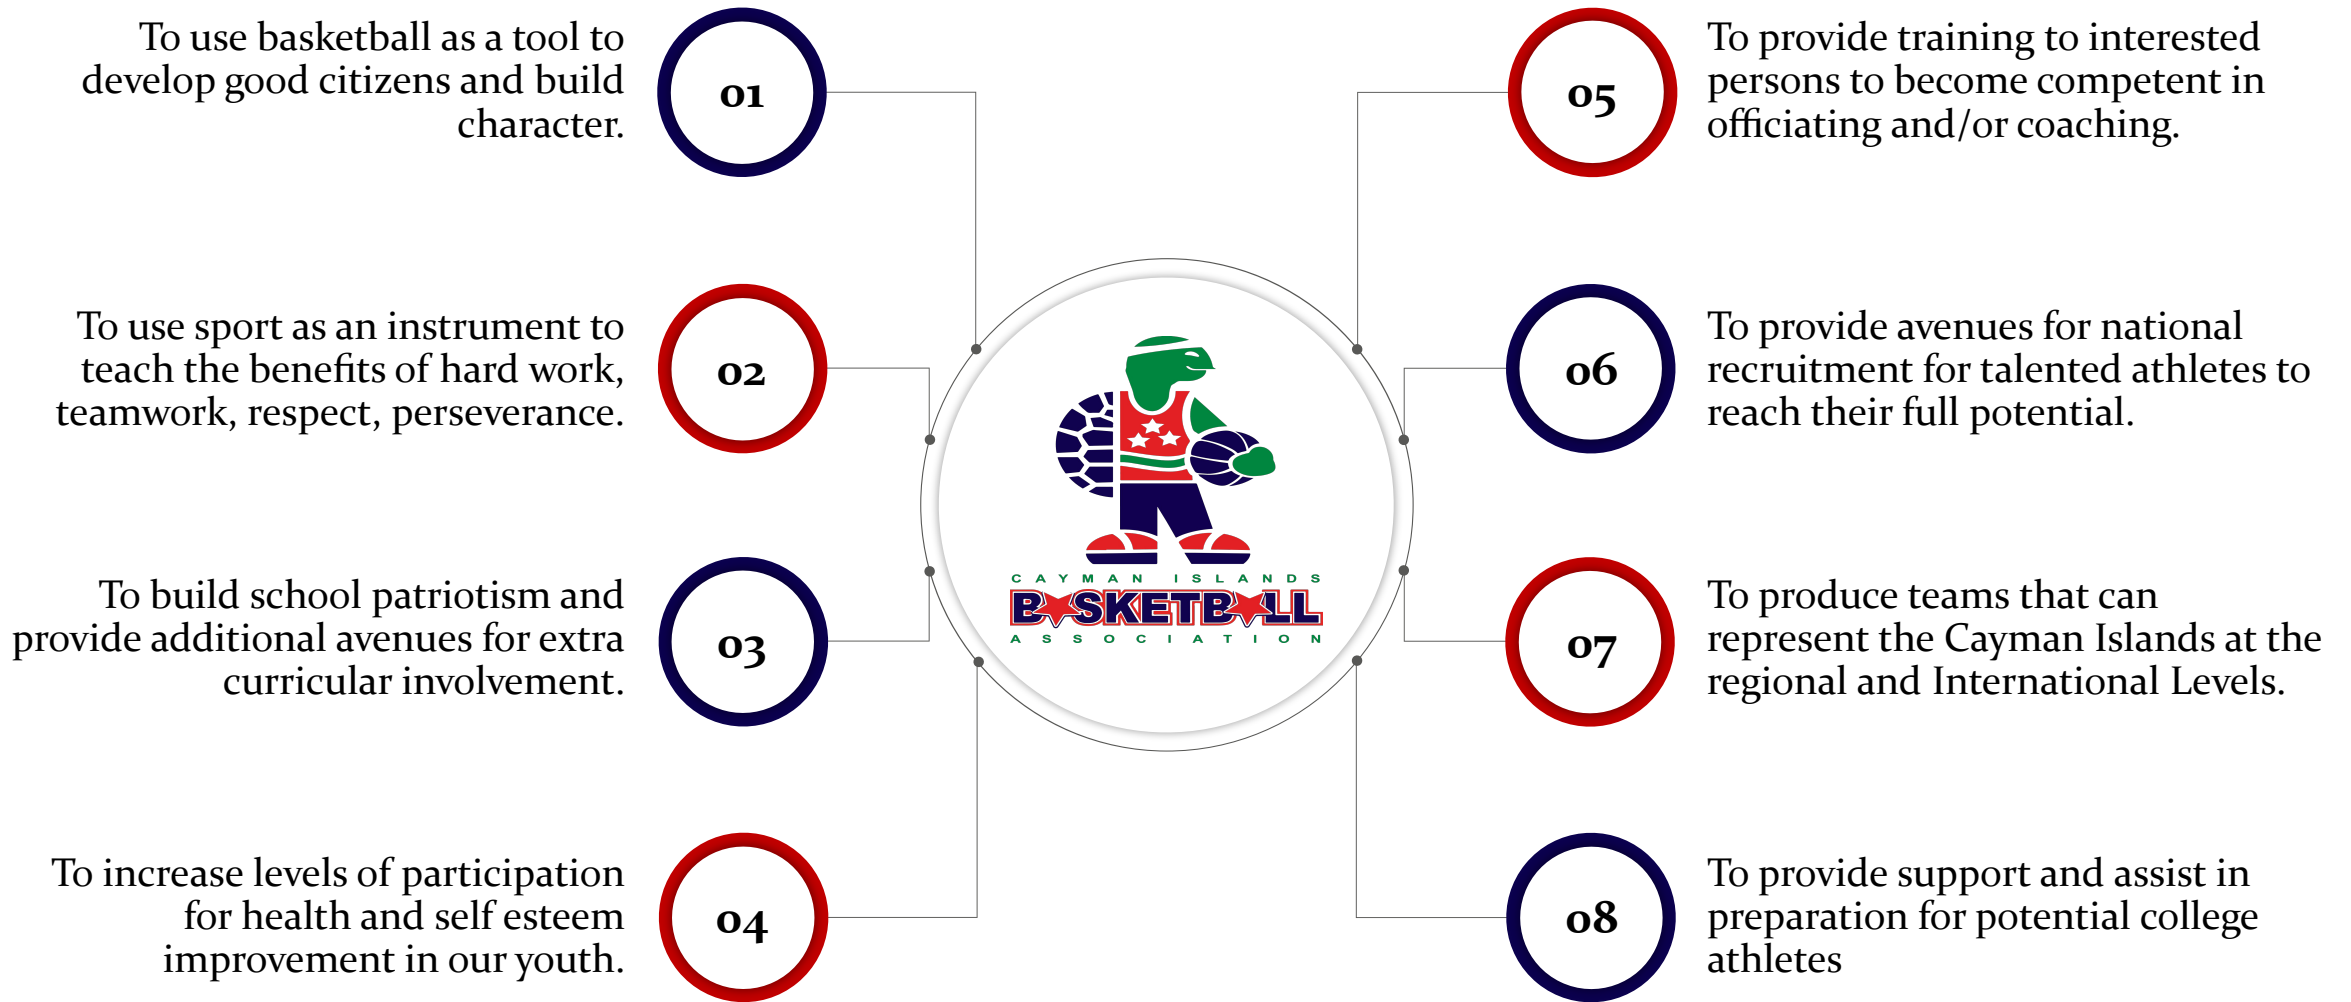 To use basketball as a tool to
develop good citizens and build
character.
01
To use sport as an instrument to
teach the benefits of hard work,
teamwork, respect, perseverance.
02
To build school patriotism and
provide additional avenues for extra
curricular involvement.
03
To increase levels of participation
for health and self esteem
improvement in our youth.
04
CAYMAN ISLANDS
BASKETBALL
ASSOCIATION
05
To provide training to interested
persons to become competent in
officiating and/or coaching.
06
To provide avenues for national
recruitment for talented athletes to
reach their full potential.
07
To produce teams that can
represent the Cayman Islands at the
regional and International Levels.
08
To provide support and assist in
preparation for potential college
athletes